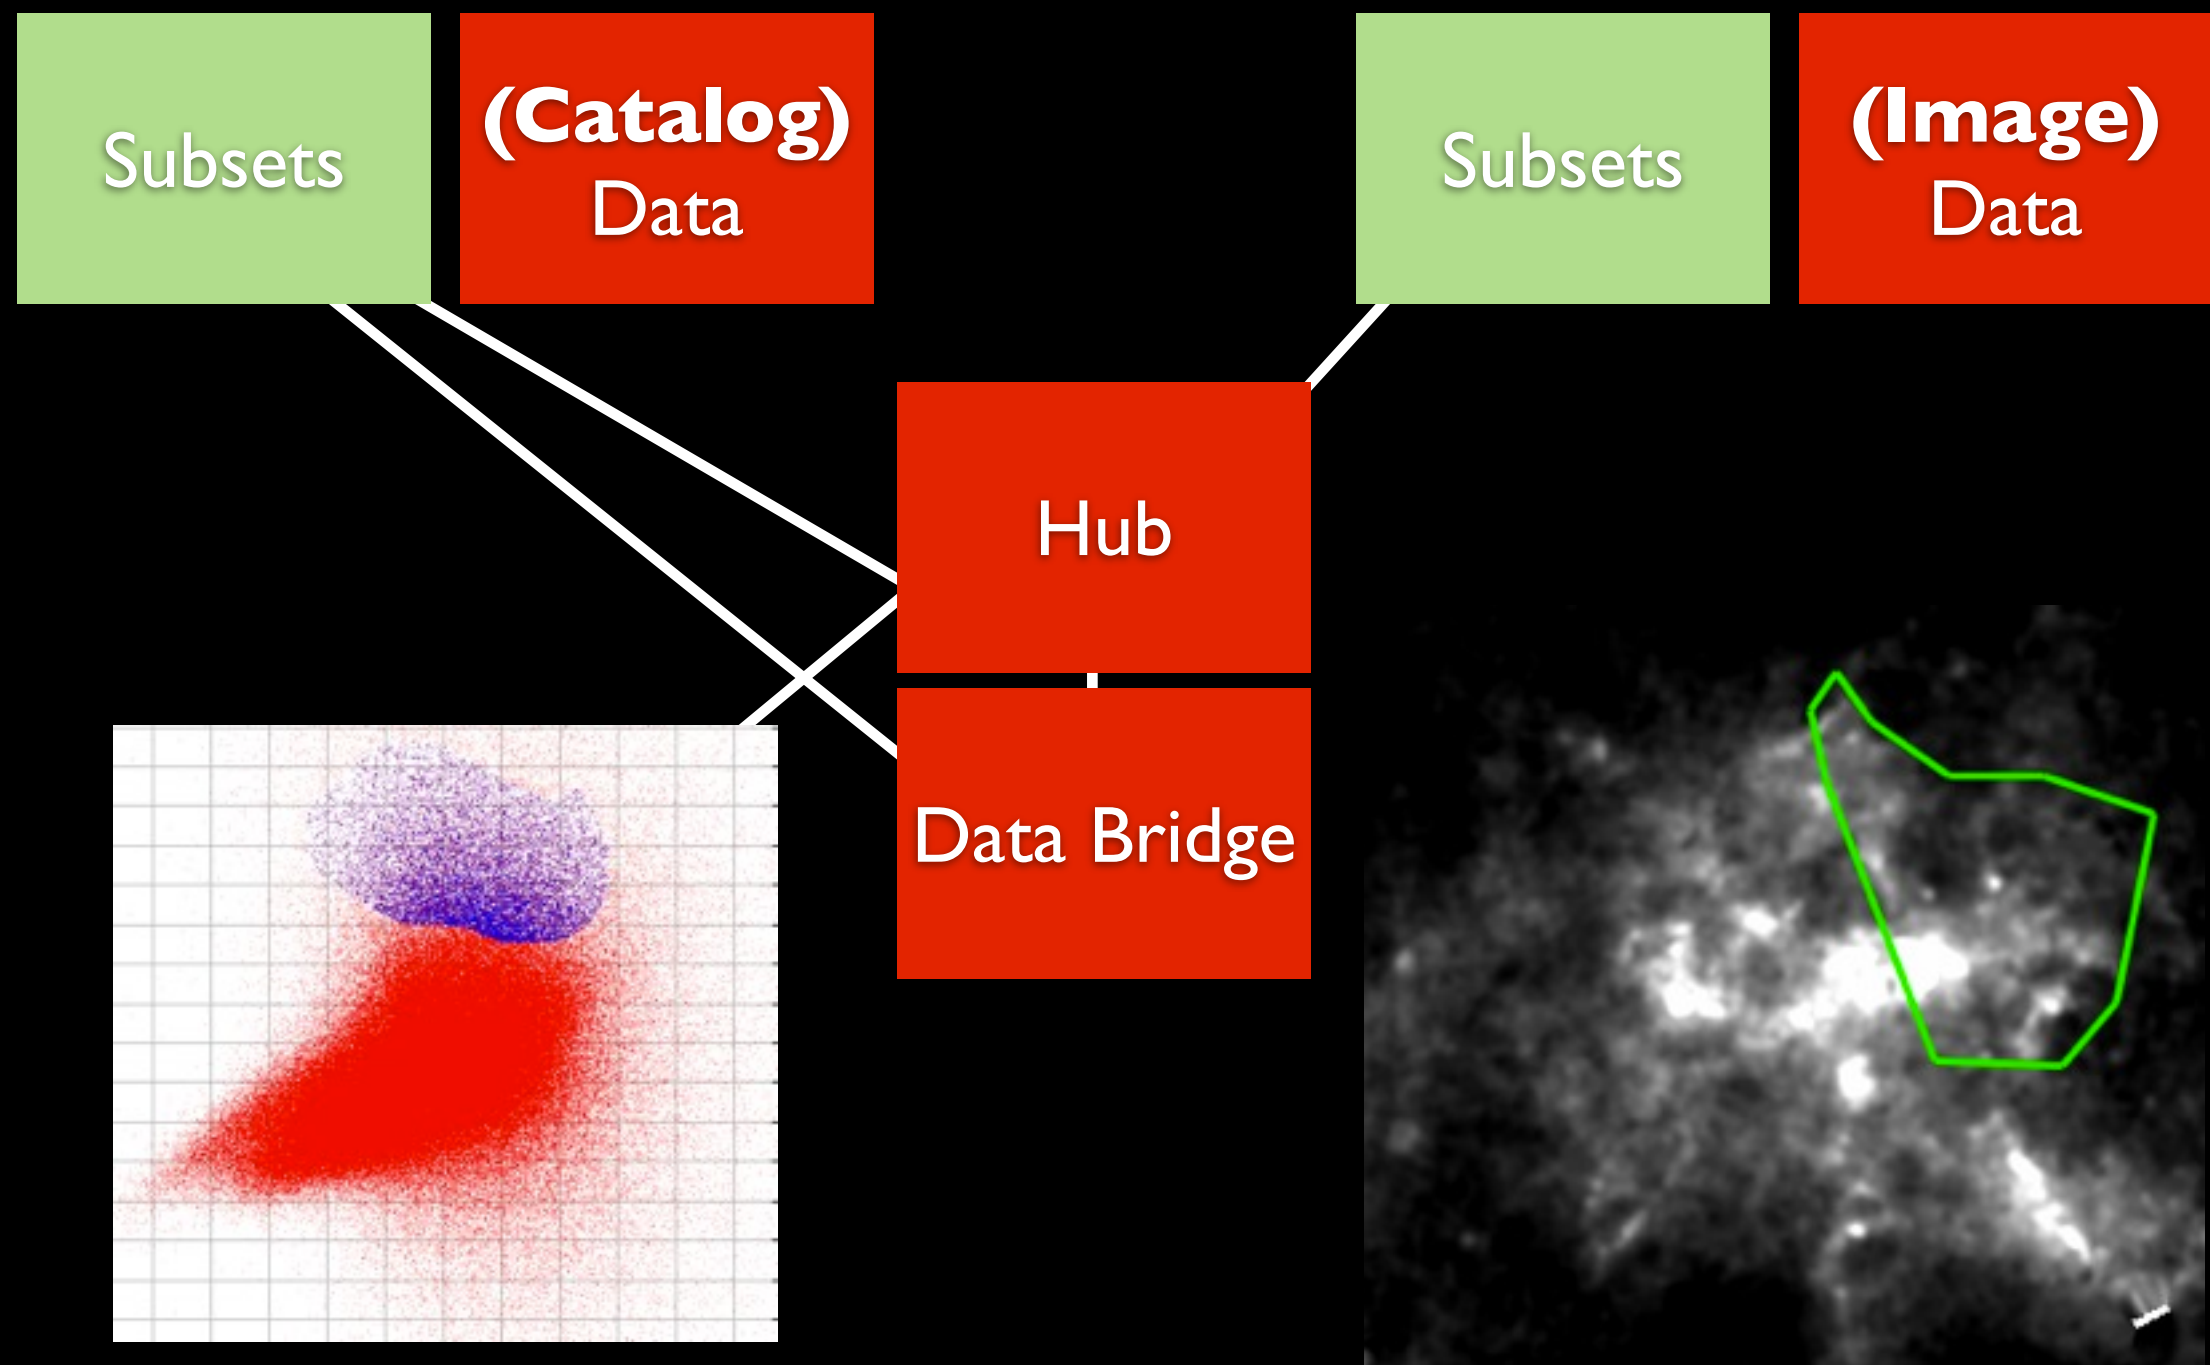 Subsets
(Catalog)
Data
Subsets
(Image)
Data
Hub
Data Bridge